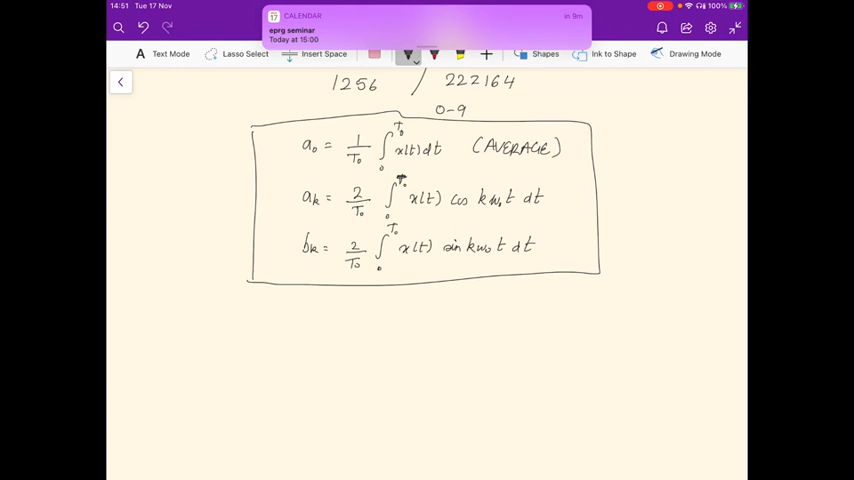 14:51 Tue 17 Nov
100%
17 CALENDAR in 9m
eprg seminar
Today at 15:00
Text Mode Lasso Select Insert Space Shapes Ink to Shape Drawing Mode
1256 / 222164
0-9
a₀ = 1/T₀ ∫₀^T₀ x(t) dt (AVERAGE)
aₖ = 2/T₀ ∫₀^T₀ x(t) cos kω₀t dt
bₖ = 2/T₀ ∫₀^T₀ x(t) sin kω₀t dt